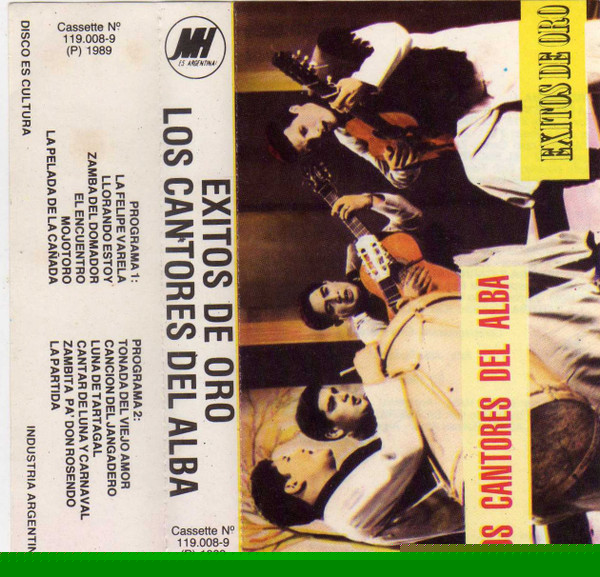 Cassette Nº
119.008-9
(P) 1989
DISCO ES CULTURA
PROGRAMA 1:
LA FELIPE VARELA
LLORANDO ESTOY
ZAMBA DEL DOMADOR
EL ENCUENTRO
MOJOTORO
LA PELADA DE LA CAÑADA
PROGRAMA 2:
TONADA DEL VIEJO AMOR
CANCION DEL JANGADERO
LUNA DE TARTAGAL
CANTAR DE LUNA Y CARNAVAL
ZAMBITA PA' DON ROSENDO
LA PARTIDA
INDUSTRIA ARGENTIN
MH
ES ARGENTINA!
EXITOS DE ORO
LOS CANTORES DEL ALBA
Cassette Nº
119.008-9
EXITOS DE ORO
OS CANTORES DEL ALBA